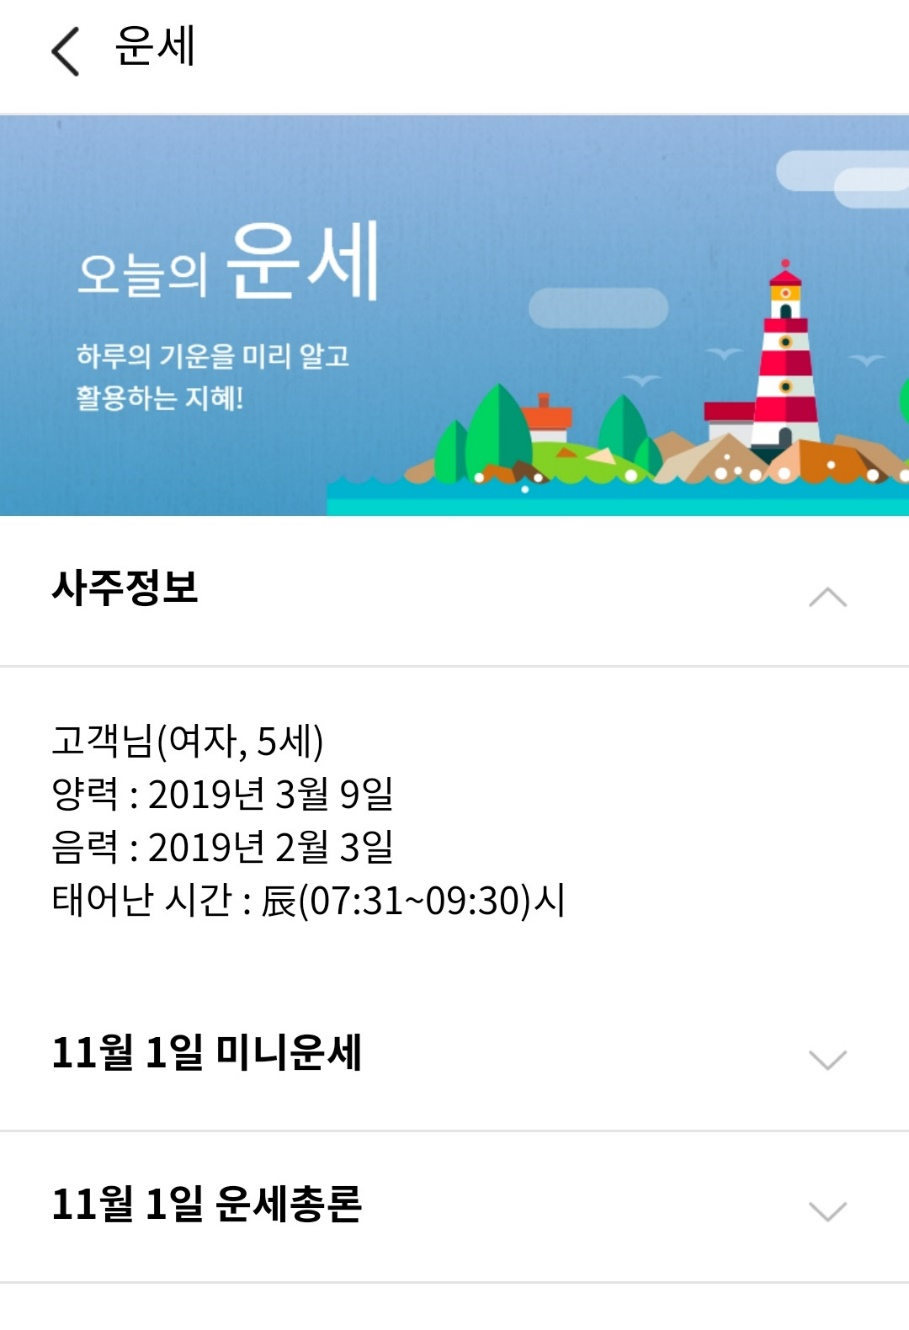 운세
오늘의 운세
하루의 기운을 미리 알고
활용하는 지혜!
사주정보
고객님(여자, 5세)
양력 : 2019년 3월 9일
음력 : 2019년 2월 3일
태어난 시간 : 辰(07:31~09:30)시
11월 1일 미니운세
11월 1일 운세총론